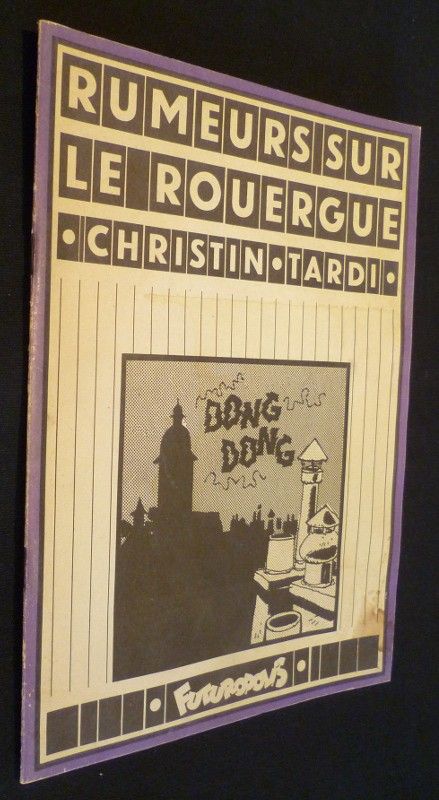 RUMEURS SUR
LE ROUERGUE
• CHRISTIN • TARDI •
DONG
DONG
• FUTUROPOLIS •